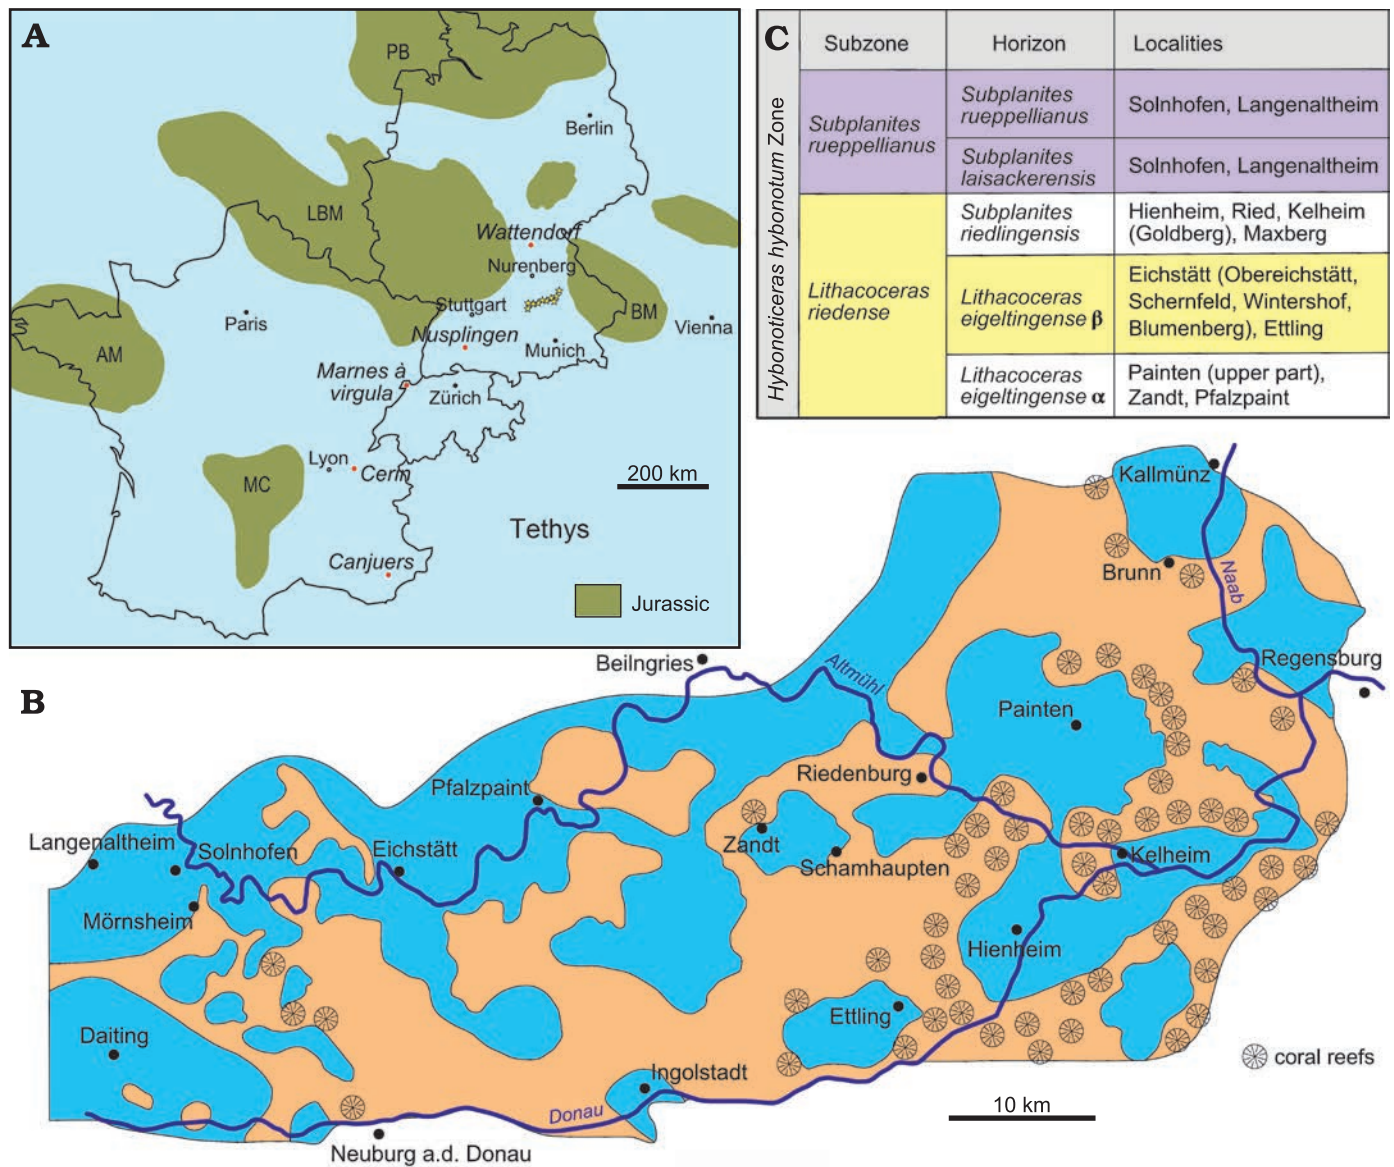 A
PB
Berlin
LBM
Wattendorf
Nurenberg
Stuttgart
BM
Paris
Vienna
Nusplingen
Munich
AM
Marnes à
virgula
Zürich
Lyon
Cerin
MC
200 km
Tethys
Canjuers
Jurassic
C
Hybonoticeras hybonotum Zone
Subzone Horizon Localities
Subplanites
rueppellianus
Subplanites
rueppellianus
Solnhofen, Langenaltheim
Subplanites
laisackerensis
Solnhofen, Langenaltheim
Lithacoceras
riedense
Subplanites
riedlingensis
Hienheim, Ried, Kelheim
(Goldberg), Maxberg
Lithacoceras
eigeltingense β
Eichstätt (Obereichstätt,
Schernfeld, Wintershof,
Blumenberg), Ettling
Lithacoceras
eigeltingense α
Painten (upper part),
Zandt, Pfalzpaint
B
Kallmünz
Brunn
Naab
Beilngries
Altmühl
Regensburg
Painten
Riedenburg
Pfalzpaint
Langenaltheim
Solnhofen
Eichstätt
Zandt
Schamhaupten
Kelheim
Mörnsheim
Hienheim
Ettling
Daiting
Ingolstadt
coral reefs
Donau
10 km
Neuburg a.d. Donau